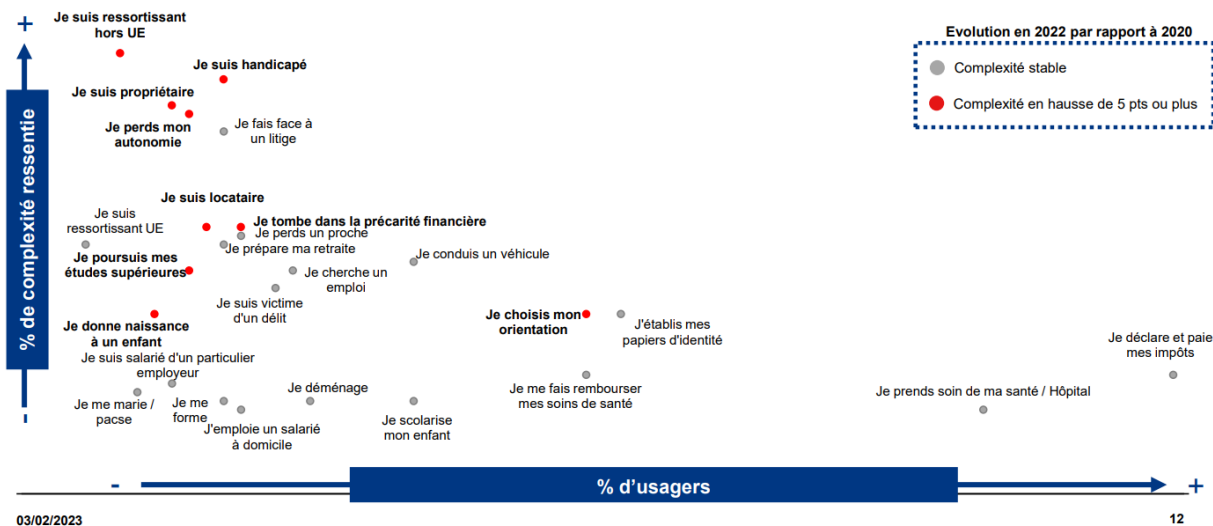 +
Je suis ressortissant
hors UE
Evolution en 2022 par rapport à 2020
Complexité stable
Complexité en hausse de 5 pts ou plus
Je suis handicapé
Je suis propriétaire
Je perds mon
autonomie
Je fais face à
un litige
% de complexité ressentie
Je suis locataire
Je suis
ressortissant UE
Je tombe dans la précarité financière
Je perds un proche
Je prépare ma retraite
Je conduis un véhicule
Je poursuis mes
études supérieures
Je cherche un
emploi
Je suis victime
d'un délit
Je donne naissance
à un enfant
Je choisis mon
orientation
J'établis mes
papiers d'identité
Je déclare et paie
mes impôts
Je suis salarié d'un particulier
employeur
Je me marie /
pacse
Je me
forme
J'emploie un salarié
à domicile
Je déménage
Je scolarise
mon enfant
Je me fais rembourser
mes soins de santé
Je prends soin de ma santé / Hôpital
-
-
% d'usagers
+
03/02/2023
12